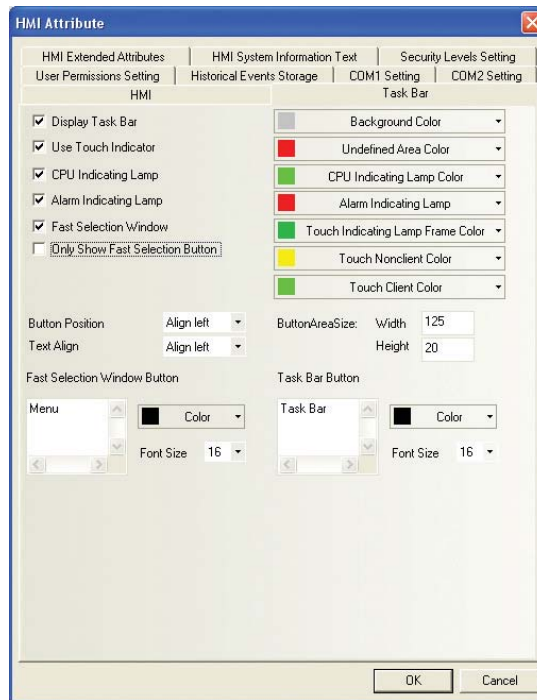 HMI Attribute
HMI Extended Attributes
HMI System Information Text
Security Levels Setting
User Permissions Setting
Historical Events Storage
COM1 Setting
COM2 Setting
HMI
Task Bar
Display Task Bar
Use Touch Indicator
CPU Indicating Lamp
Alarm Indicating Lamp
Fast Selection Window
Only Show Fast Selection Button
Background Color
Undefined Area Color
CPU Indicating Lamp Color
Alarm Indicating Lamp
Touch Indicating Lamp Frame Color
Touch Nonclient Color
Touch Client Color
Button Position
Align left
Text Align
Align left
ButtonAreaSize:
Width
125
Height
20
Fast Selection Window Button
Menu
Color
Font Size
16
Task Bar Button
Task Bar
Color
Font Size
16
OK
Cancel